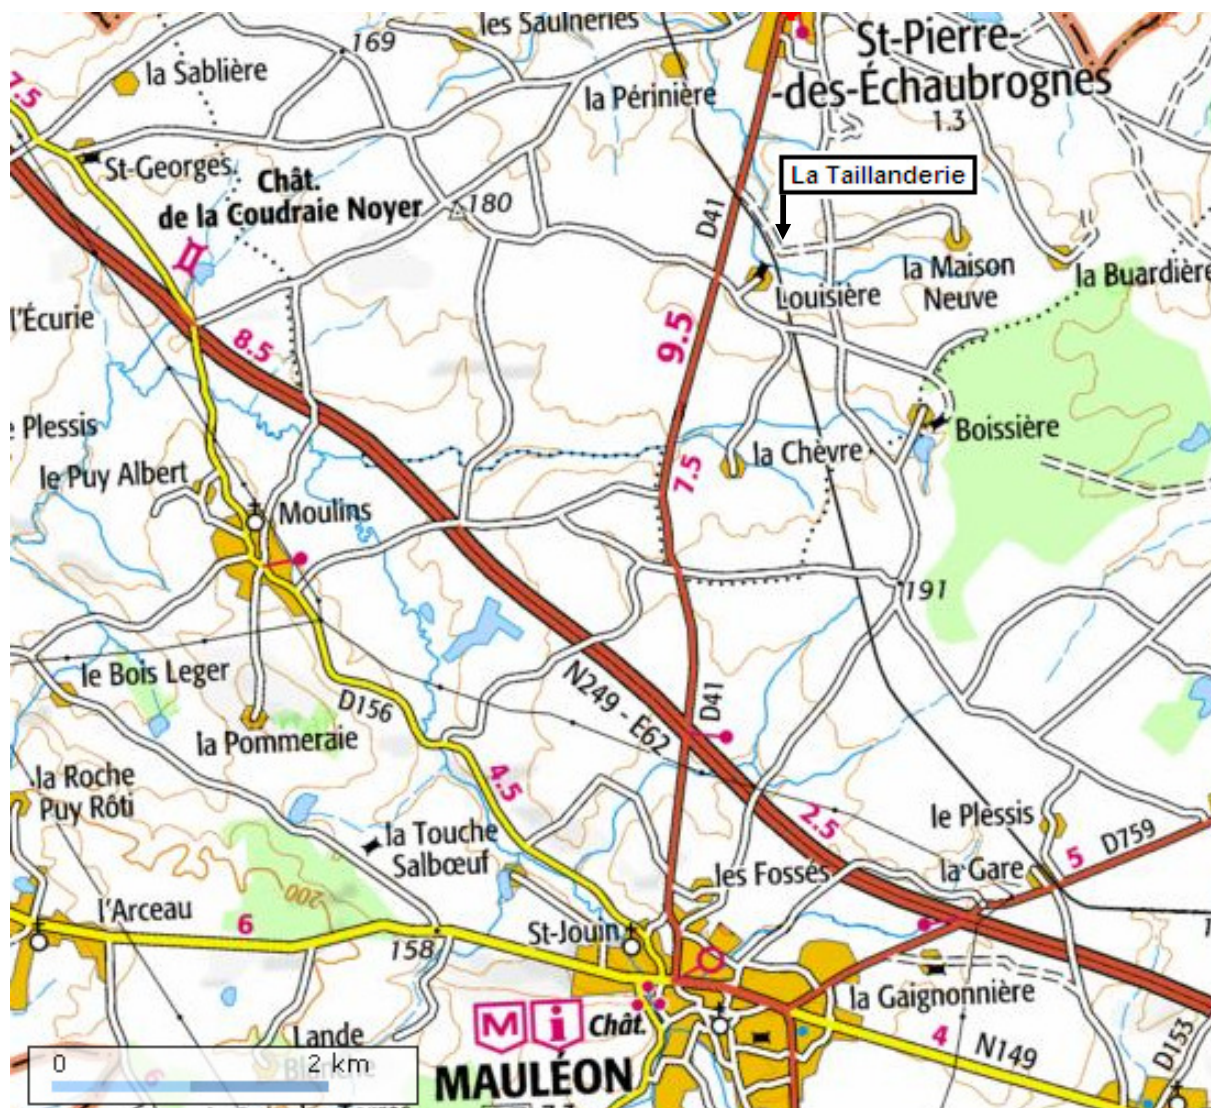 les Saulneries
St-Pierre-
-des-Échaubrognes
169
la Sablière
la Périnière
1.3
7.5
St-Georges
La Taillanderie
Chât.
de la Coudraie Noyer
180
D41
la Maison
Neuve
la Buardière
Louisière
l'Écurie
8.5
9.5
Plessis
Boissière
la Chèvre
le Puy Albert
7.5
Moulins
191
le Bois Leger
N249 - E62
D41
D156
la Pommeraie
la Roche
Puy Rôti
4.5
la Touche
Salbœuf
2.5
le Plessis
D759
5
la Gare
les Fossés
200
l'Arceau
6
St-Jouin
158
la Gaignonnière
M
i
Chât.
4
N149
D153
Lande
Blanche
0
2 km
MAULÉON